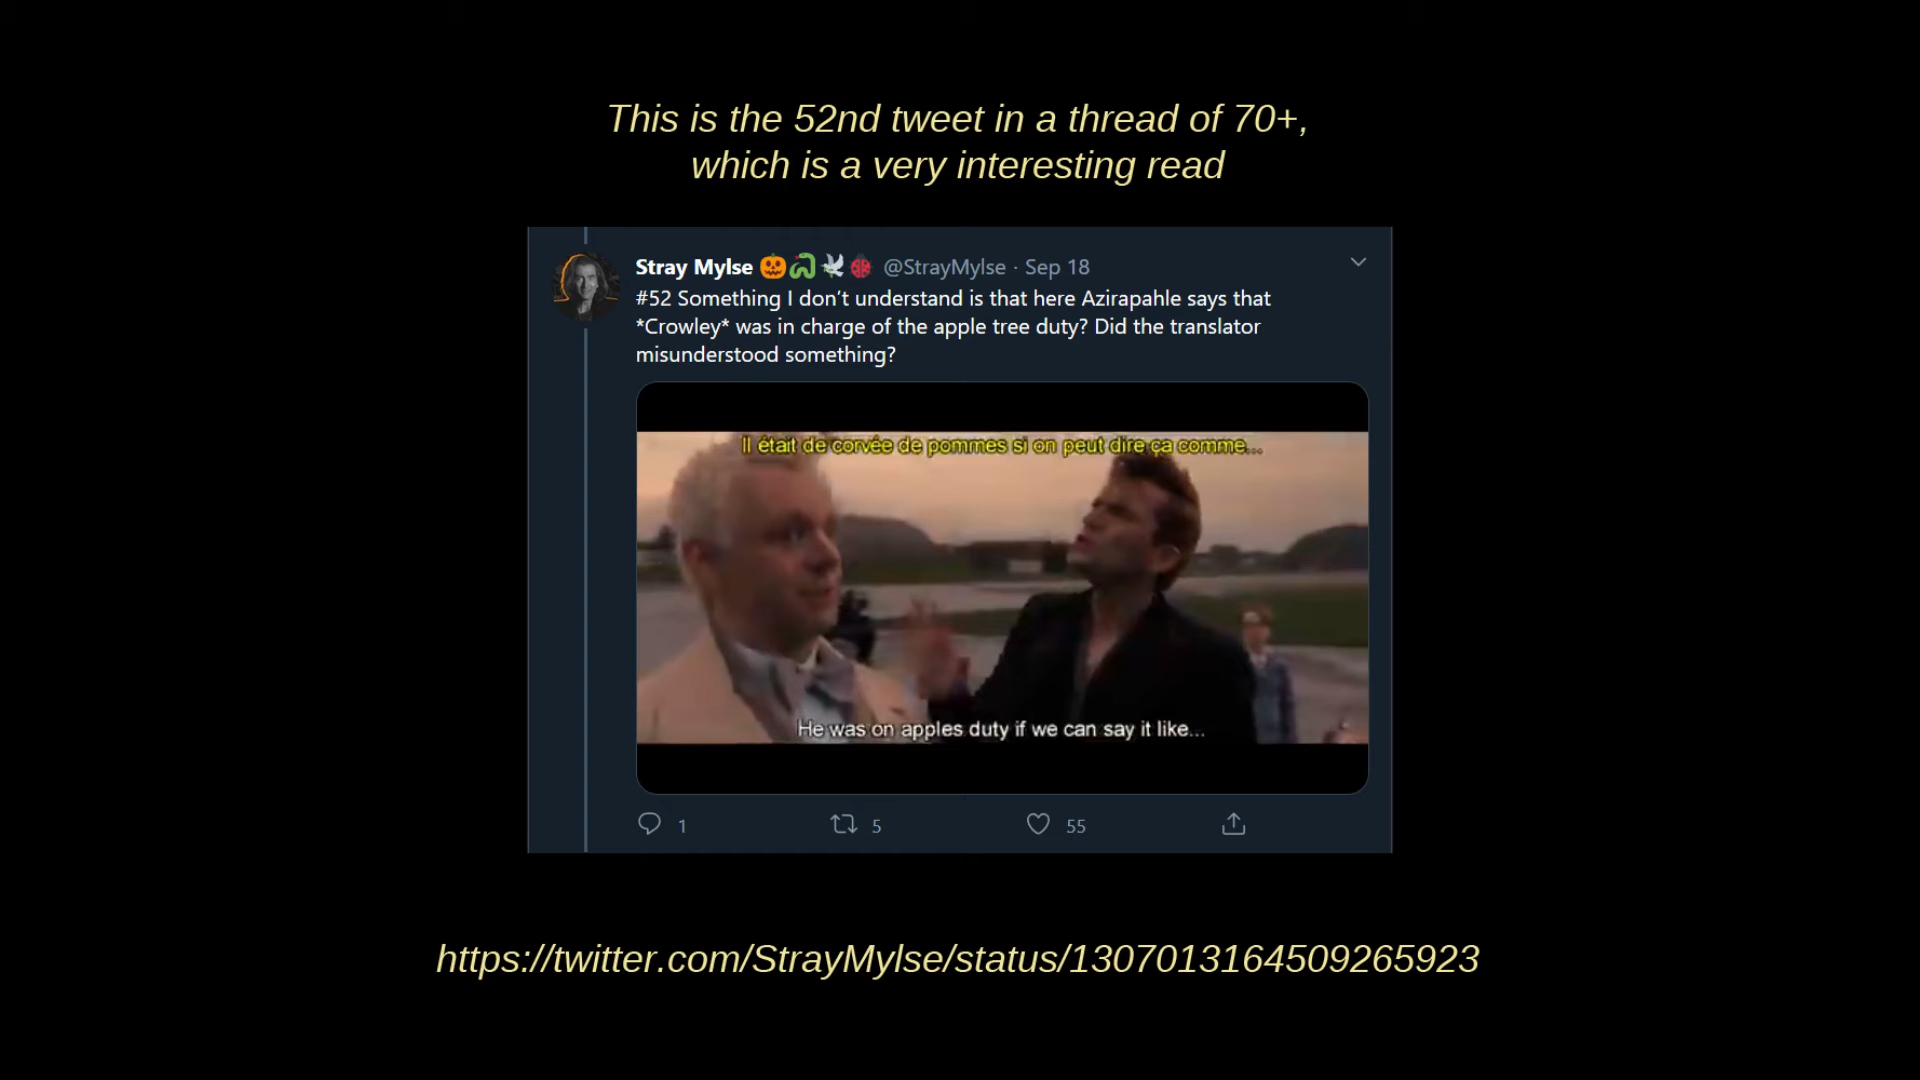 This is the 52nd tweet in a thread of 70+,
which is a very interesting read
Stray Mylse 🎃🐍🕊🐞 @StrayMylse · Sep 18
#52 Something I don’t understand is that here Azirapahle says that
*Crowley* was in charge of the apple tree duty? Did the translator
misunderstood something?
Il était de corvée de pommes si on peut dire ça comme...
He was on apples duty if we can say it like...
1 5 55
https://twitter.com/StrayMylse/status/1307013164509265923